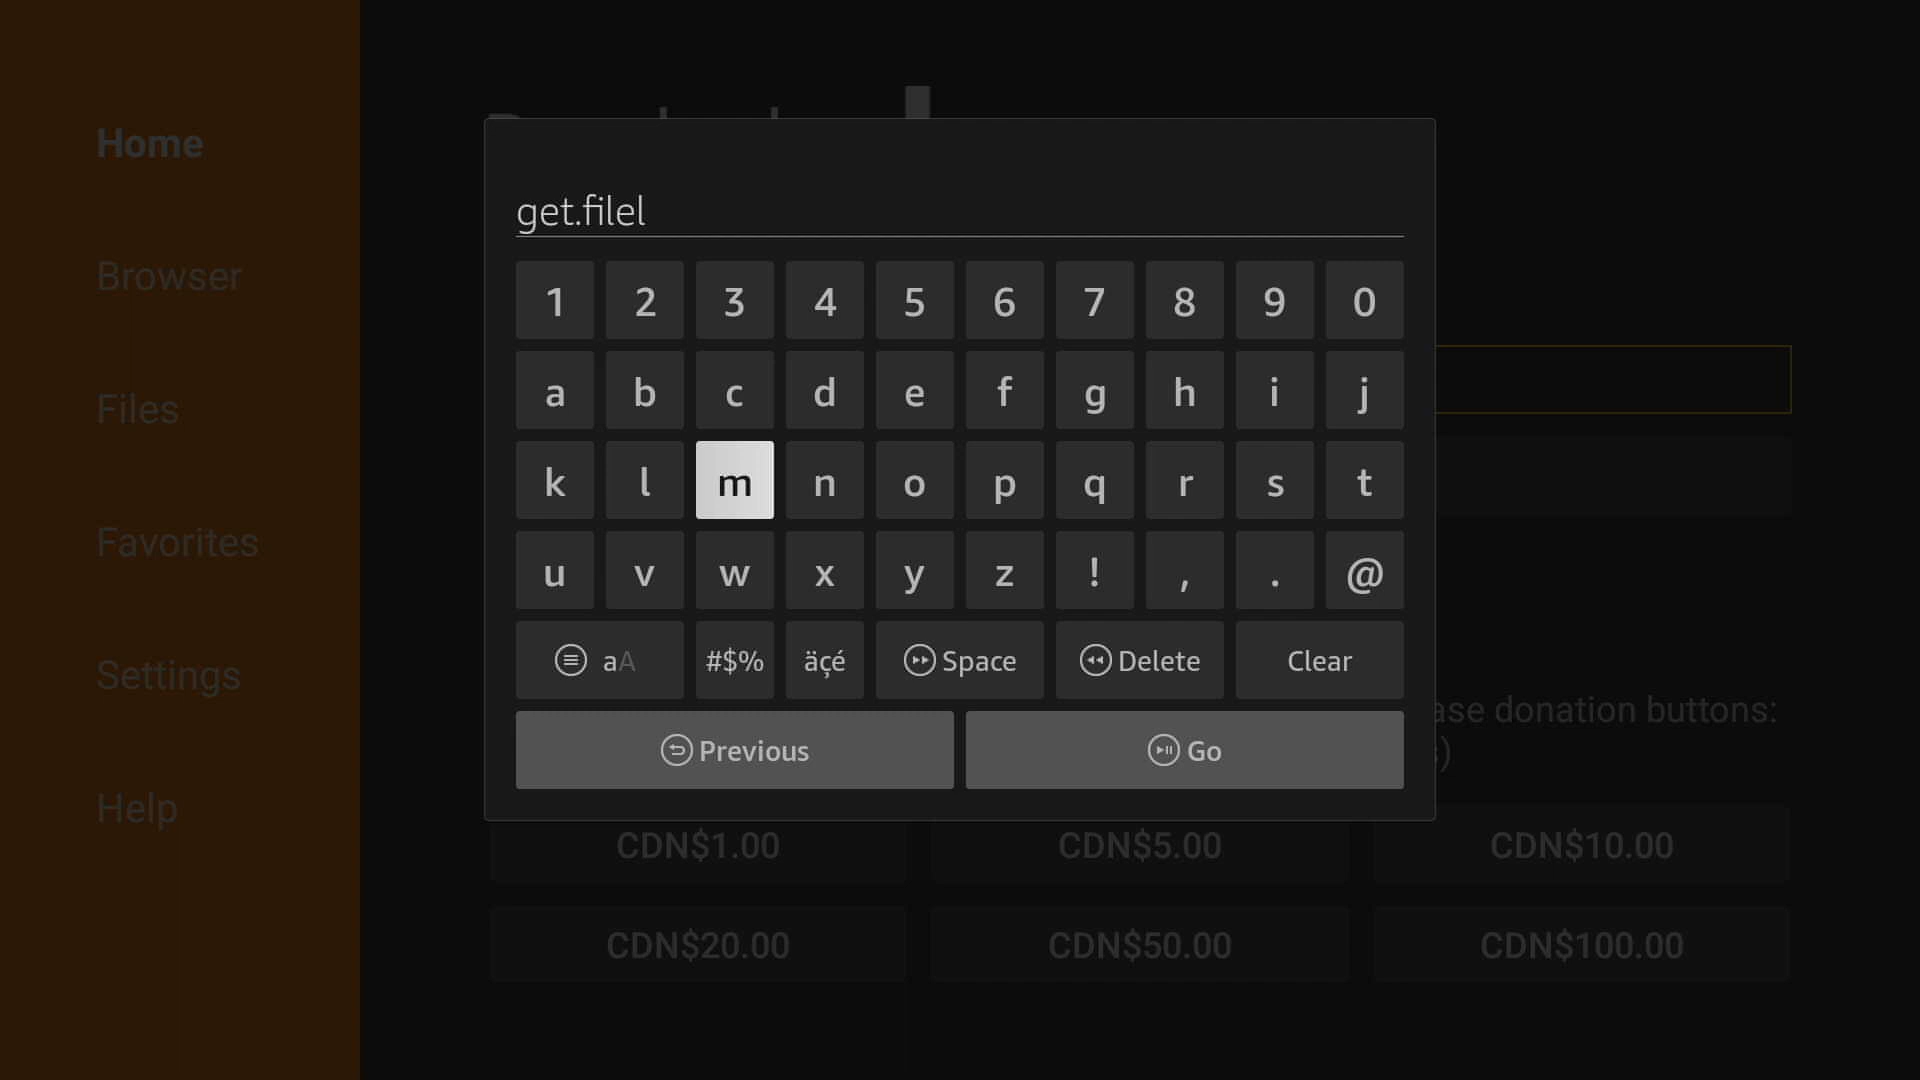 Home
Browser
Files
Favorites
Settings
Help
get.filel
1 2 3 4 5 6 7 8 9 0
a b c d e f g h i j
k l m n o p q r s t
u v w x y z ! , . @
aA #$% äçé Space Delete Clear
Previous Go
donation buttons:
CDN$1.00 CDN$5.00 CDN$10.00
CDN$20.00 CDN$50.00 CDN$100.00